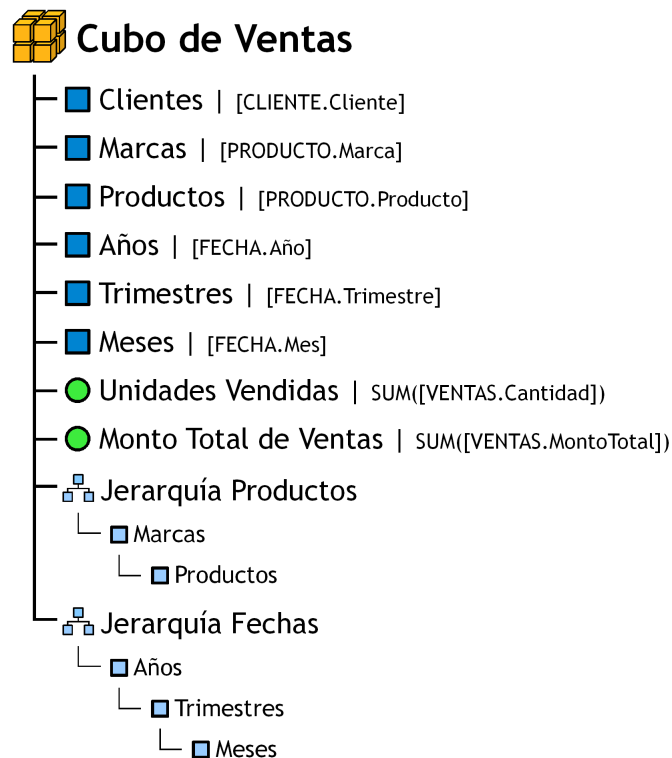 Cubo de Ventas
Clientes | [CLIENTE.Cliente]
Marcas | [PRODUCTO.Marca]
Productos | [PRODUCTO.Producto]
Años | [FECHA.Año]
Trimestres | [FECHA.Trimestre]
Meses | [FECHA.Mes]
Unidades Vendidas | SUM([VENTAS.Cantidad])
Monto Total de Ventas | SUM([VENTAS.MontoTotal])
Jerarquía Productos
Marcas
Productos
Jerarquía Fechas
Años
Trimestres
Meses